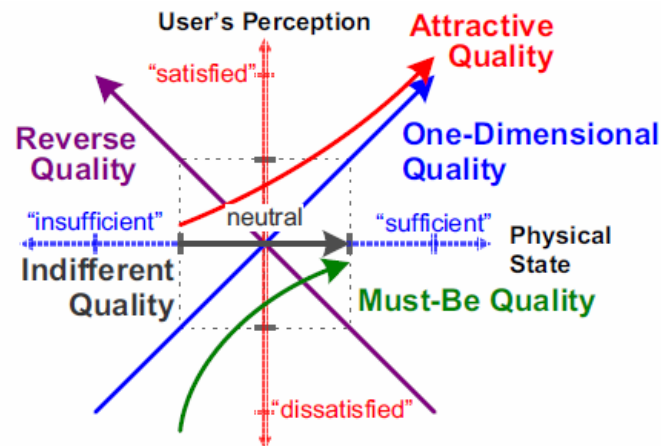 User's Perception
Attractive
Quality
“satisfied”
Reverse
Quality
One-Dimensional
Quality
“insufficient”
neutral
“sufficient”
Physical
State
Indifferent
Quality
Must-Be Quality
“dissatisfied”